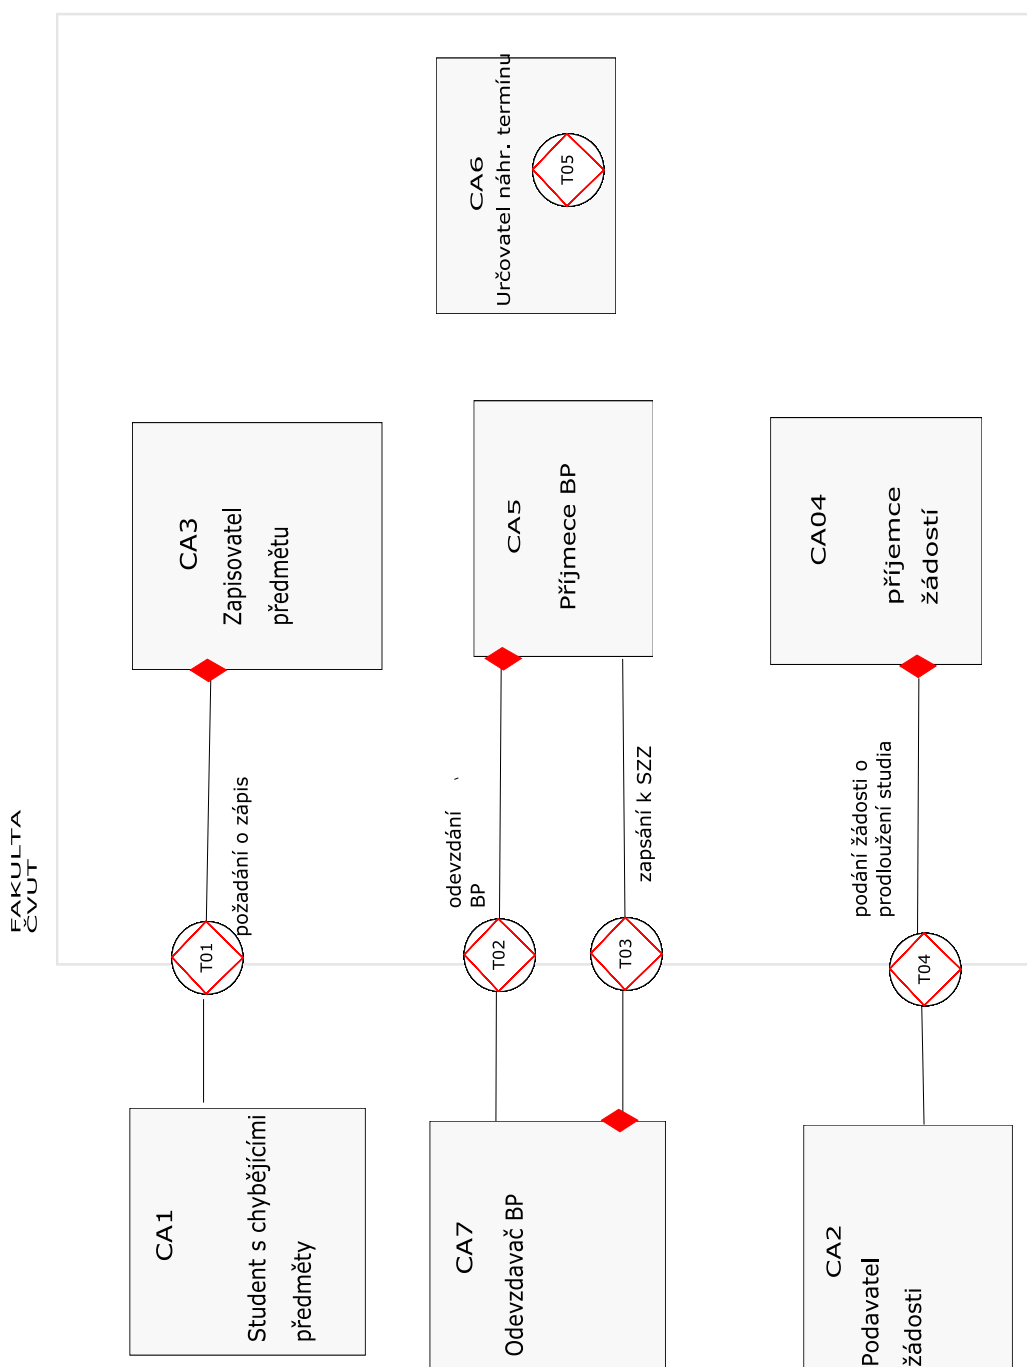 FAKULTA
ČVUT
CA1
Student s chybějícími
předměty
T01
požadání o zápis
CA3
Zapisovatel
předmětu
CA7
Odevzdavač BP
T02
odevzdání
BP
T03
zapsání k SZZ
CA5
Příjmece BP
CA6
Určovatel náhr. termínu
T05
CA2
Podavatel
žádosti
T04
podání žádosti o
prodloužení studia
CA04
příjemce
žádostí